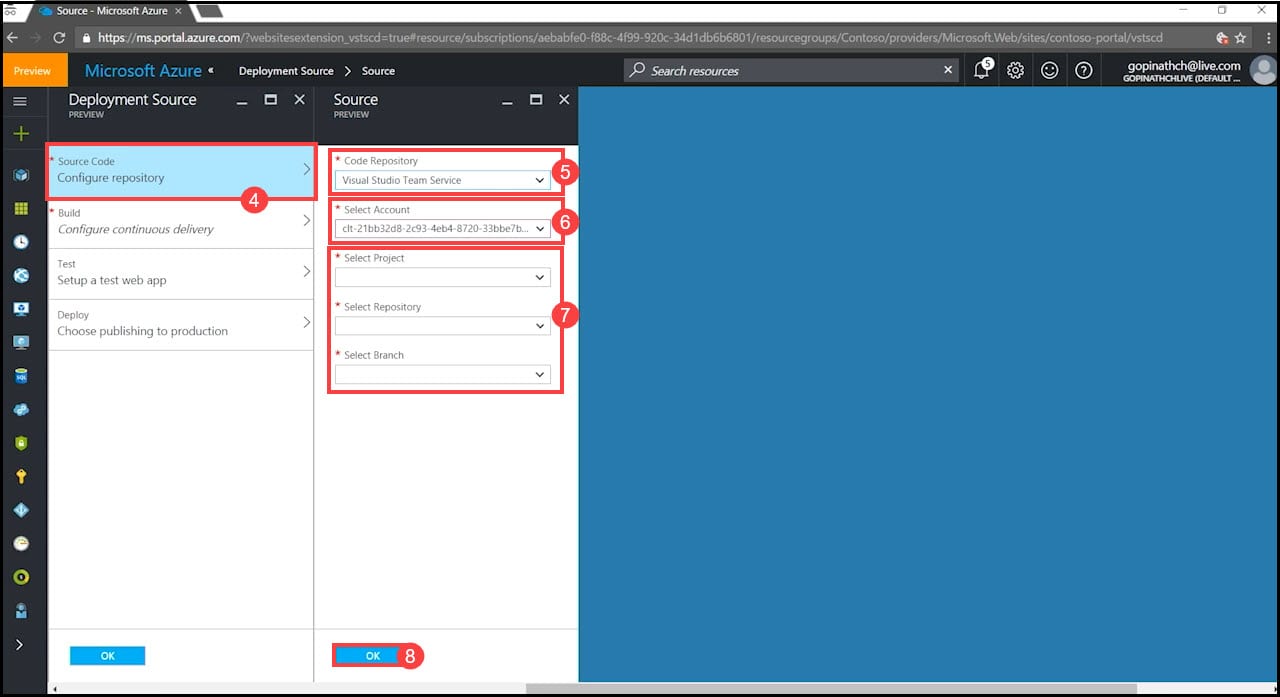 Source - Microsoft Azure
https://ms.portal.azure.com/?websitesextension_vstscd=true#resource/subscriptions/aebabfe0-f88c-4f99-920c-34d1db6b6801/resourcegroups/Contoso/providers/Microsoft.Web/sites/contoso-portal/vstscd
Preview
Microsoft Azure
Deployment Source > Source
Search resources
5
gopinathch@live.com
GOPINATHCHLIVE (DEFAULT ...
Deployment Source
PREVIEW
* Source Code
Configure repository
4
* Build
Configure continuous delivery
Test
Setup a test web app
Deploy
Choose publishing to production
OK
Source
PREVIEW
* Code Repository
Visual Studio Team Service
5
* Select Account
clt-21bb32d8-2c93-4eb4-8720-33bbe7b...
6
* Select Project
* Select Repository
7
* Select Branch
OK
8
SQL